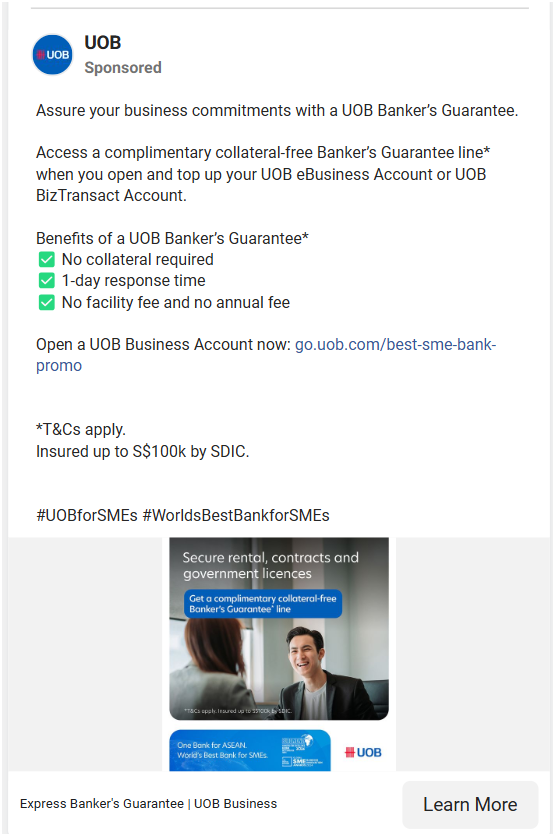 UOB
UOB
Sponsored
Assure your business commitments with a UOB Banker's Guarantee.
Access a complimentary collateral-free Banker's Guarantee line*
when you open and top up your UOB eBusiness Account or UOB
BizTransact Account.
Benefits of a UOB Banker's Guarantee*
✅ No collateral required
✅ 1-day response time
✅ No facility fee and no annual fee
Open a UOB Business Account now: go.uob.com/best-sme-bank-
promo
*T&Cs apply.
Insured up to S$100k by SDIC.
#UOBforSMEs #WorldsBestBankforSMEs
Secure rental, contracts and
government licences
Get a complimentary collateral-free
Banker's Guarantee* line
*T&Cs apply. Insured up to S$100k by SDIC.
One Bank for ASEAN.
World's Best Bank for SMEs.
UOB
Express Banker's Guarantee | UOB Business
Learn More